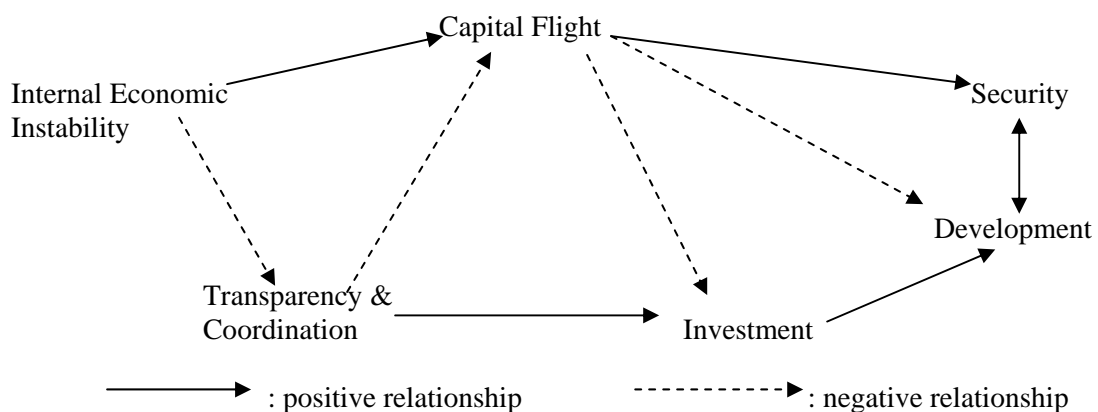 Capital Flight
Internal Economic
Instability
Security
Development
Transparency &
Coordination
Investment
: positive relationship
: negative relationship